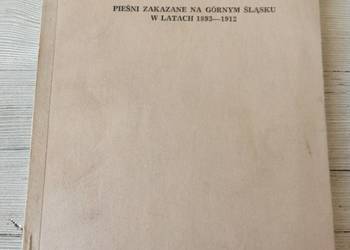 PIEŚNI ZAKAZANE NA GÓRNYM ŚLĄSKU
W LATACH 1893—1912